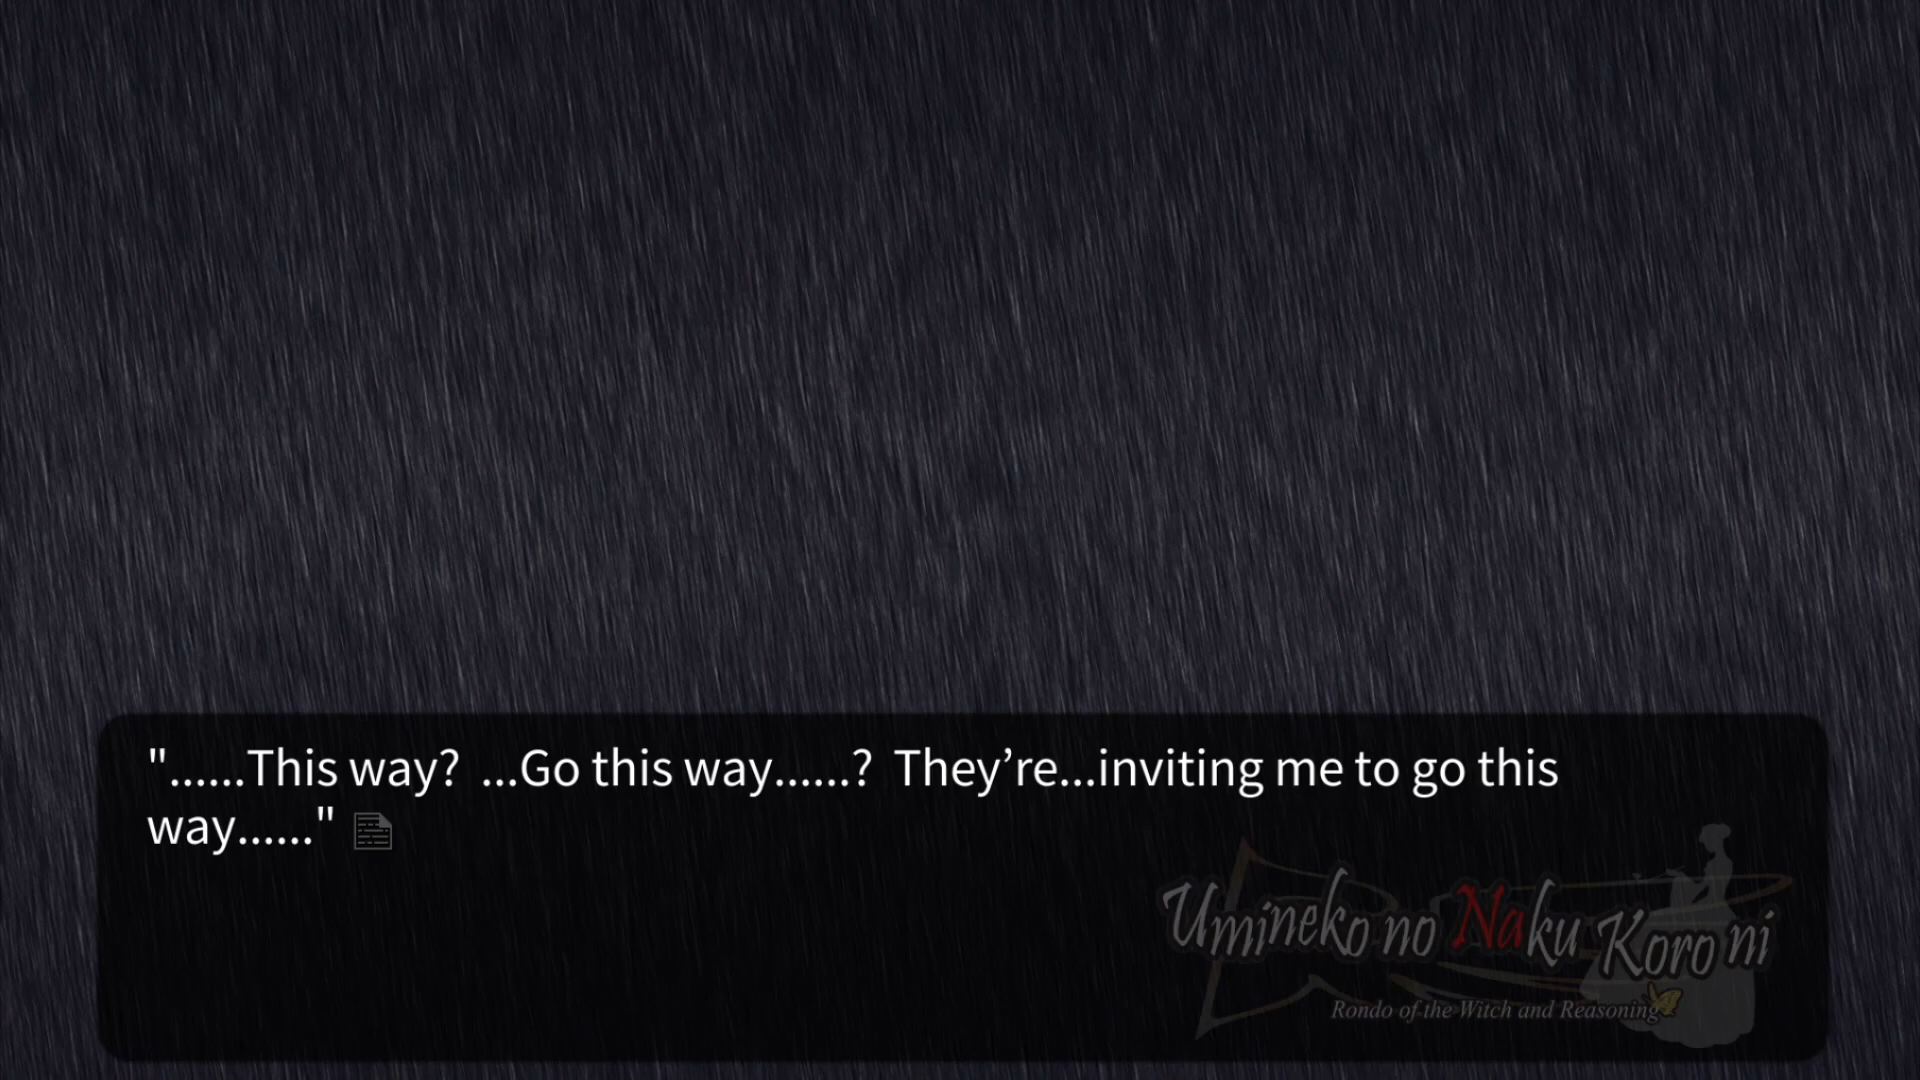 "......This way?  ...Go this way......?  They’re...inviting me to go this
way......"
Umineko no Naku Koro ni
Rondo of the Witch and Reasoning